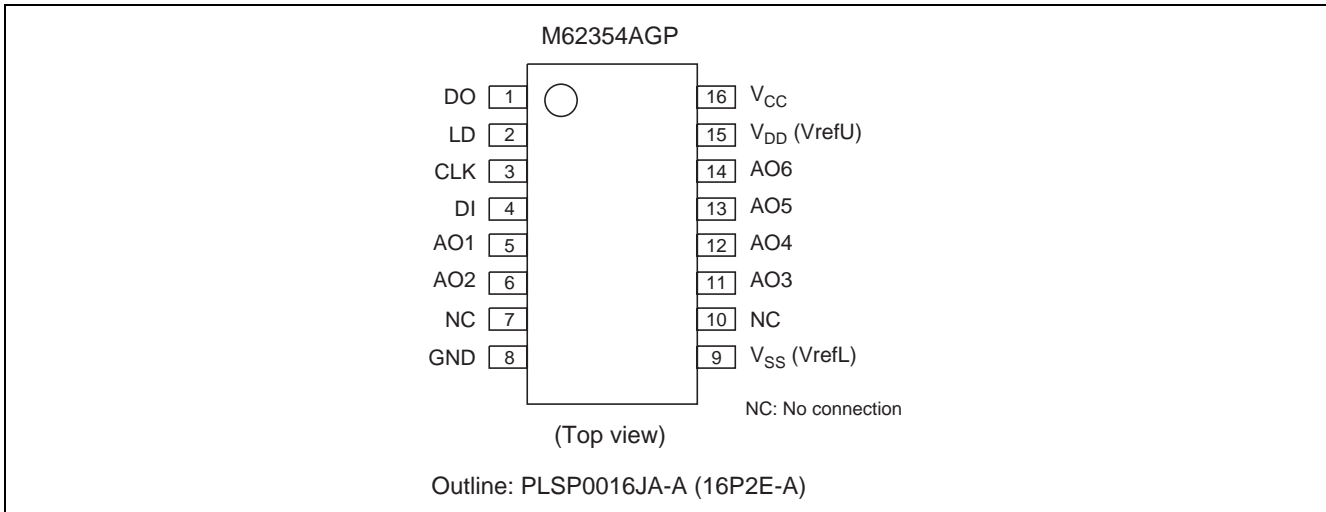 M62354AGP
DO 1 16 VCC
LD 2 15 VDD (VrefU)
CLK 3 14 AO6
DI 4 13 AO5
AO1 5 12 AO4
AO2 6 11 AO3
NC 7 10 NC
GND 8 9 VSS (VrefL)
NC: No connection
(Top view)
Outline: PLSP0016JA-A (16P2E-A)